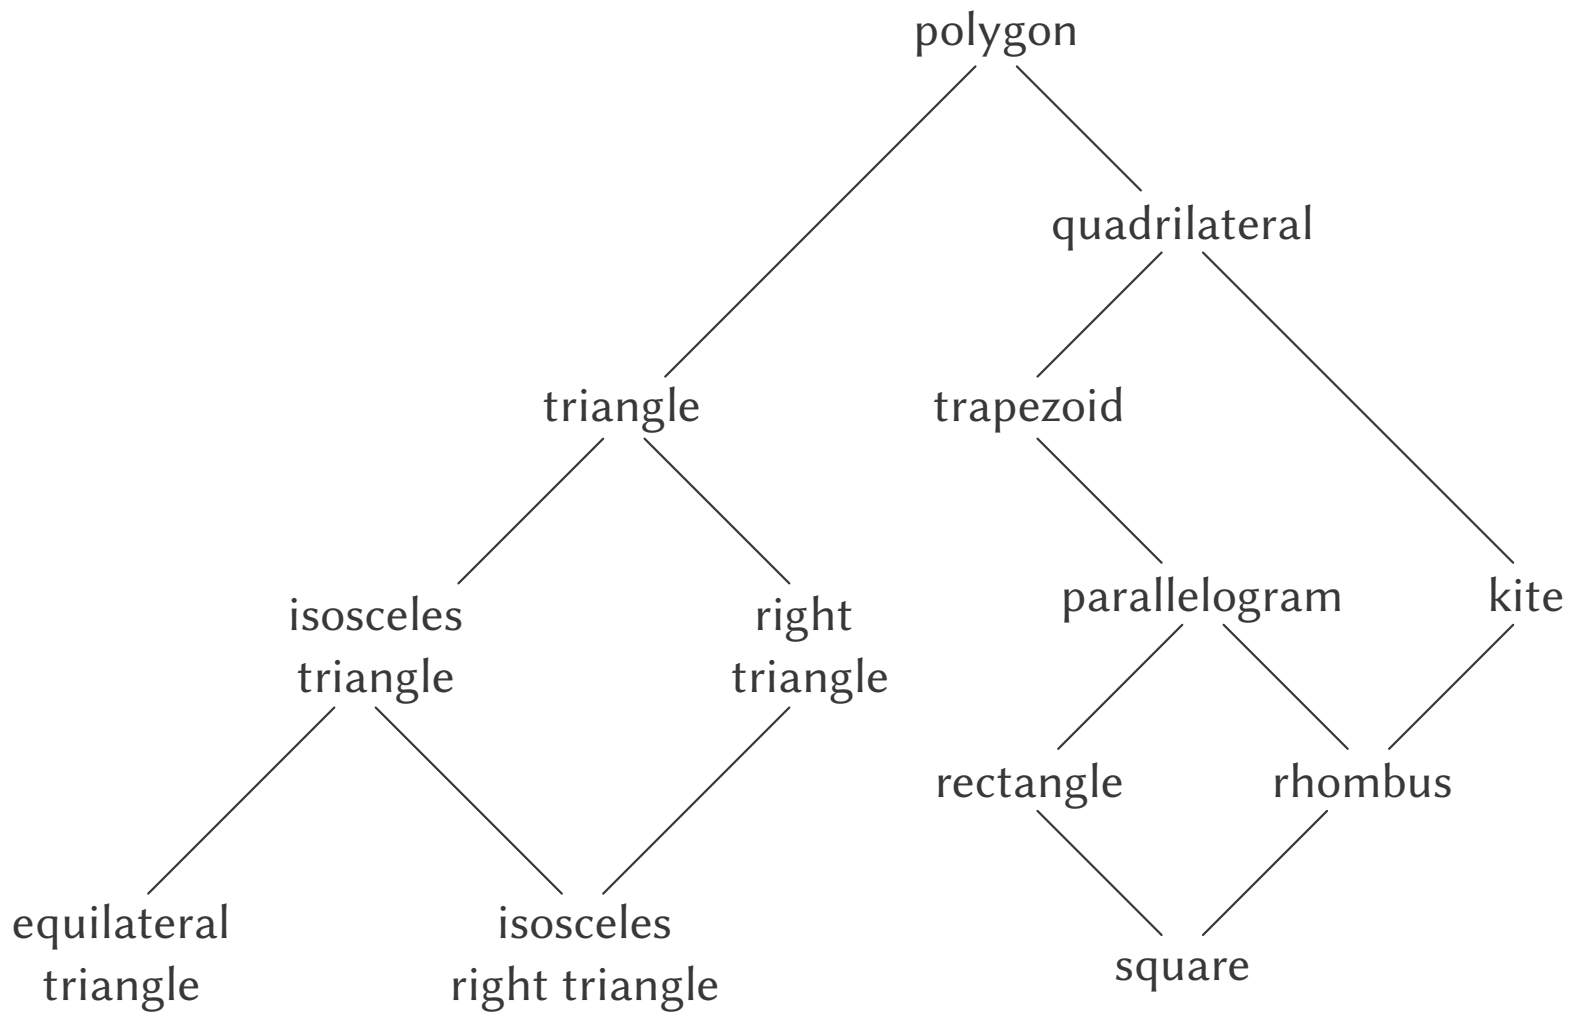 polygon
quadrilateral
triangle
trapezoid
isosceles
triangle
right
triangle
parallelogram
kite
rectangle
rhombus
equilateral
triangle
isosceles
right triangle
square